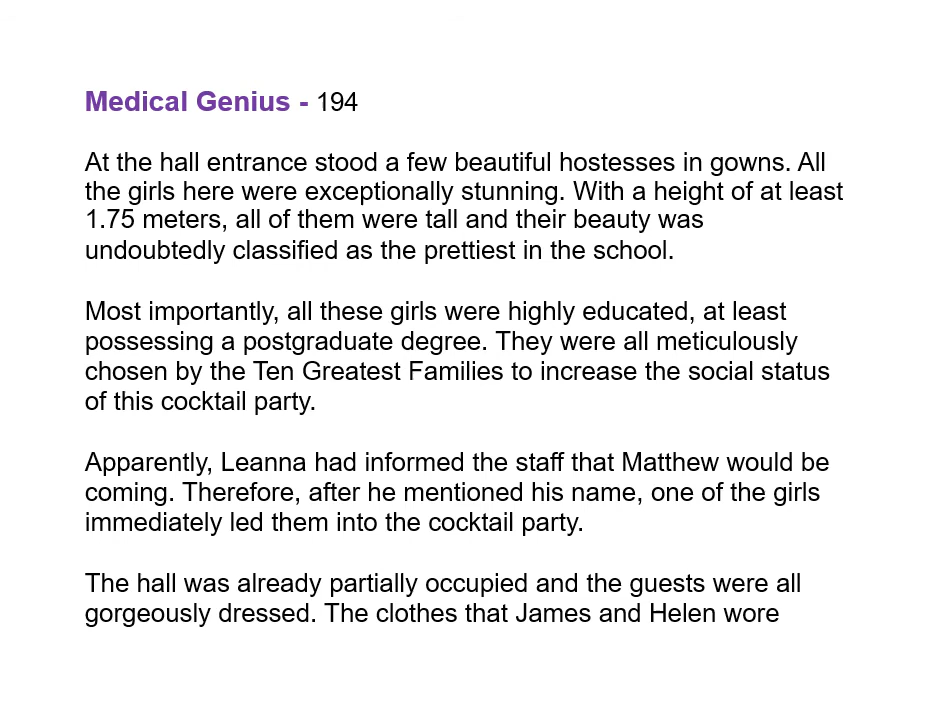 Medical Genius - 194
At the hall entrance stood a few beautiful hostesses in gowns. All
the girls here were exceptionally stunning. With a height of at least
1.75 meters, all of them were tall and their beauty was
undoubtedly classified as the prettiest in the school.
Most importantly, all these girls were highly educated, at least
possessing a postgraduate degree. They were all meticulously
chosen by the Ten Greatest Families to increase the social status
of this cocktail party.
Apparently, Leanna had informed the staff that Matthew would be
coming. Therefore, after he mentioned his name, one of the girls
immediately led them into the cocktail party.
The hall was already partially occupied and the guests were all
gorgeously dressed. The clothes that James and Helen wore